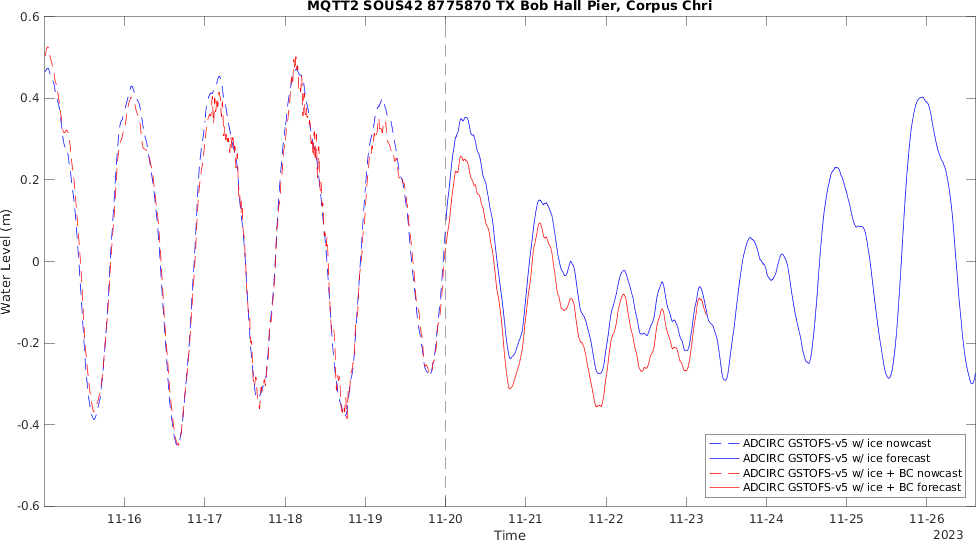 MQTT2 SOUS42 8775870 TX Bob Hall Pier, Corpus Chri
0.6
0.4
0.2
0
-0.2
-0.4
-0.6
Water Level (m)
ADCIRC GSTOFS-v5 w/ ice nowcast
ADCIRC GSTOFS-v5 w/ ice forecast
ADCIRC GSTOFS-v5 w/ ice + BC nowcast
ADCIRC GSTOFS-v5 w/ ice + BC forecast
11-16 11-17 11-18 11-19 11-20 11-21 11-22 11-23 11-24 11-25 11-26
Time
2023